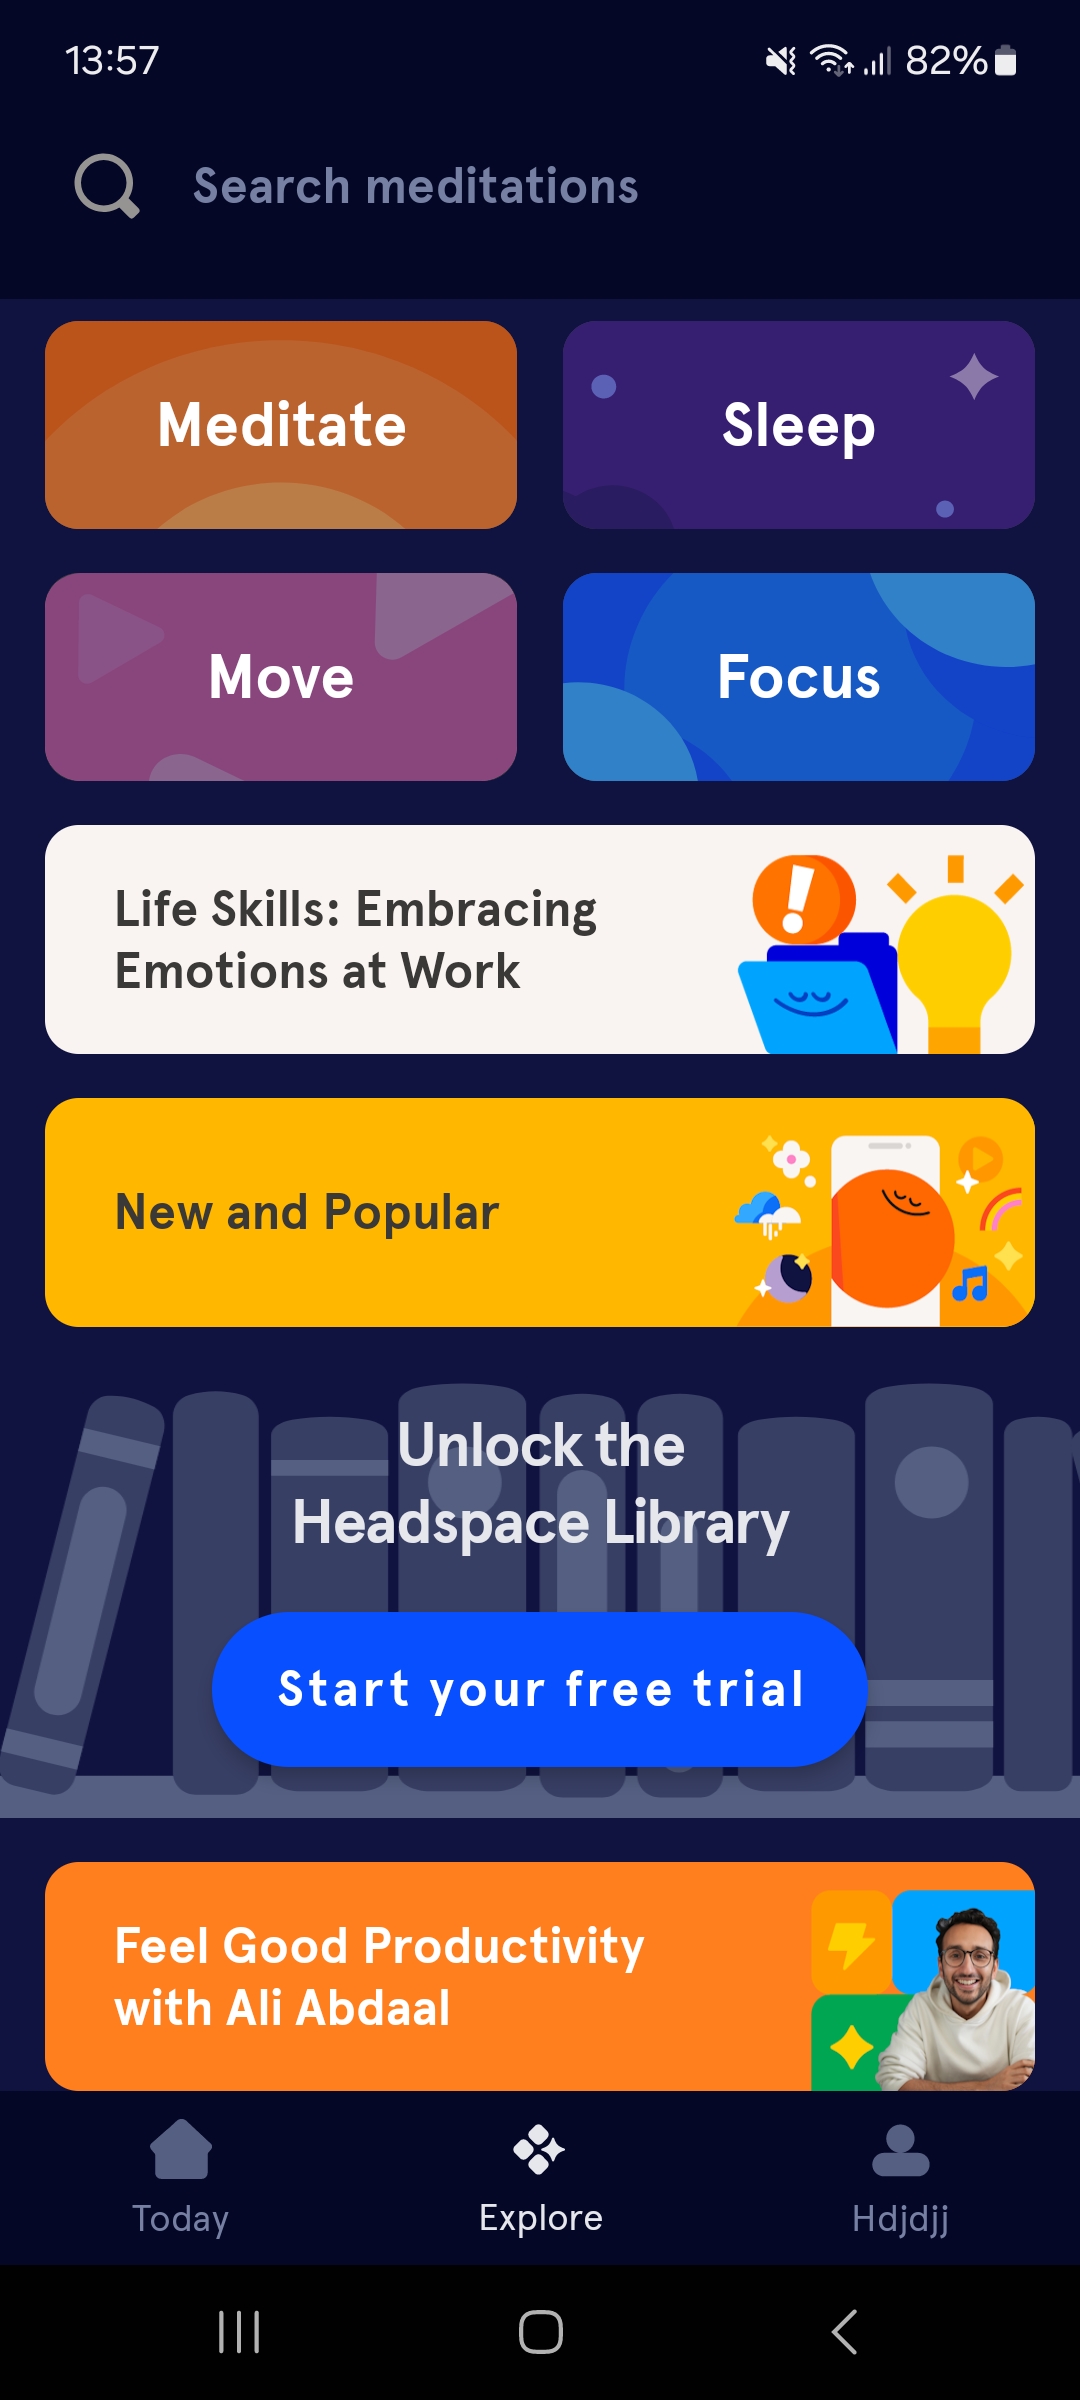 13:57
82%
Search meditations
Meditate
Sleep
Move
Focus
Life Skills: Embracing
Emotions at Work
New and Popular
Unlock the
Headspace Library
Start your free trial
Feel Good Productivity
with Ali Abdaal
Today
Explore
Hdjdjj